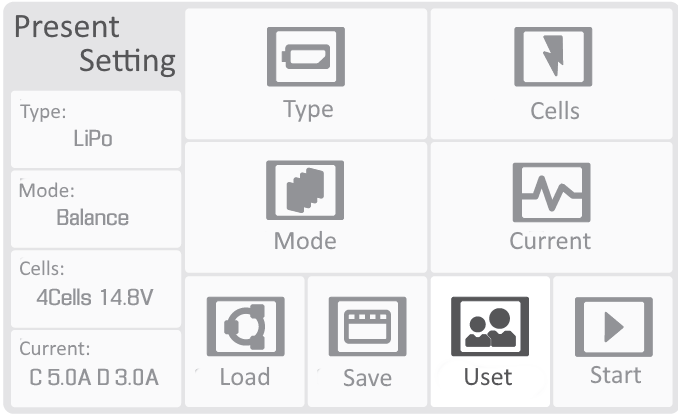 Present
Setting
Type:
LiPo
Mode:
Balance
Cells:
4Cells 14.8V
Current:
C 5.0A D 3.0A
Type
Cells
Mode
Current
Load
Save
Uset
Start